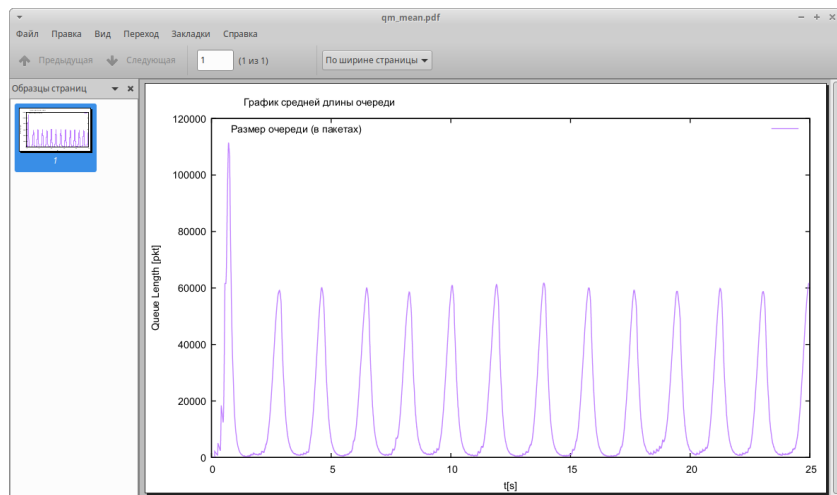 qm_mean.pdf
Файл Правка Вид Переход Закладки Справка
Предыдущая Следующая 1 (1 из 1) По ширине страницы
Образцы страниц
1
График средней длины очереди
Размер очереди (в пакетах)
120000
100000
80000
60000
40000
20000
0
Queue Length [pkt]
0 5 10 15 20 25
t[s]